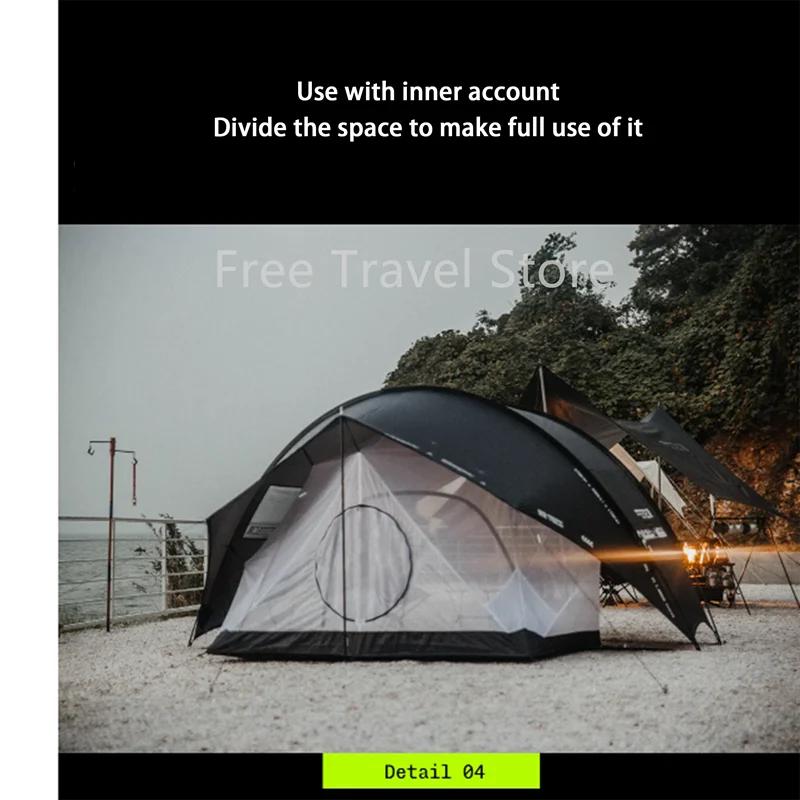 Use with inner account
Divide the space to make full use of it
Free Travel Store
Detail 04